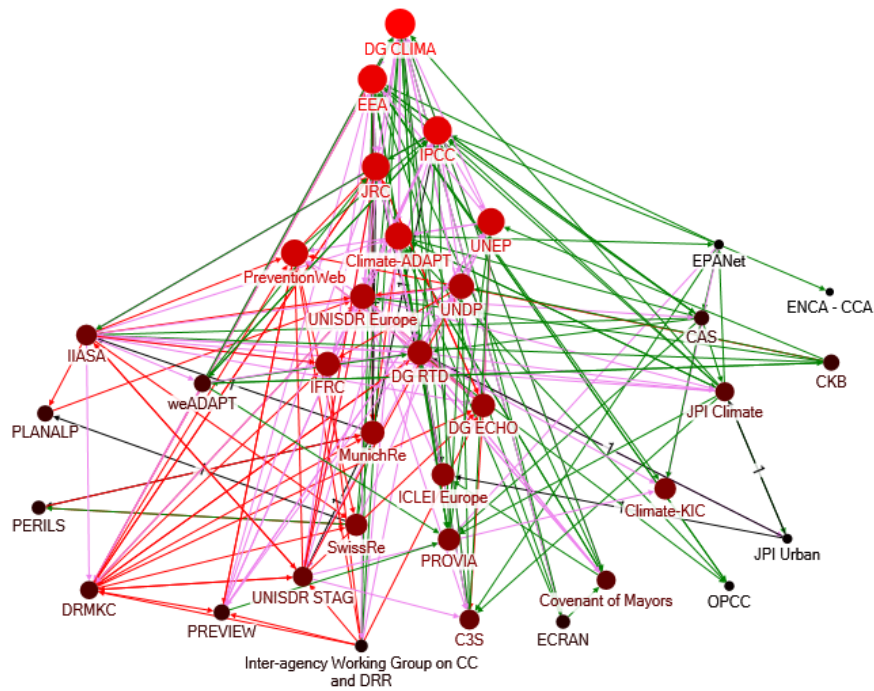 DG CLIMA
EEA
IPCC
JRC
UNEP
Climate-ADAPT
EPANet
PreventionWeb
UNISDR Europe
UNDP
ENCA - CCA
CAS
IIASA
IFRC
DG RTD
CKB
weADAPT
JPI Climate
PLANALP
DG ECHO
MunichRe
ICLEI Europe
Climate-KIC
PERILS
SwissRe
PROVIA
JPI Urban
DRMKC
UNISDR STAG
Covenant of Mayors
OPCC
PREVIEW
C3S
ECRAN
Inter-agency Working Group on CC
and DRR